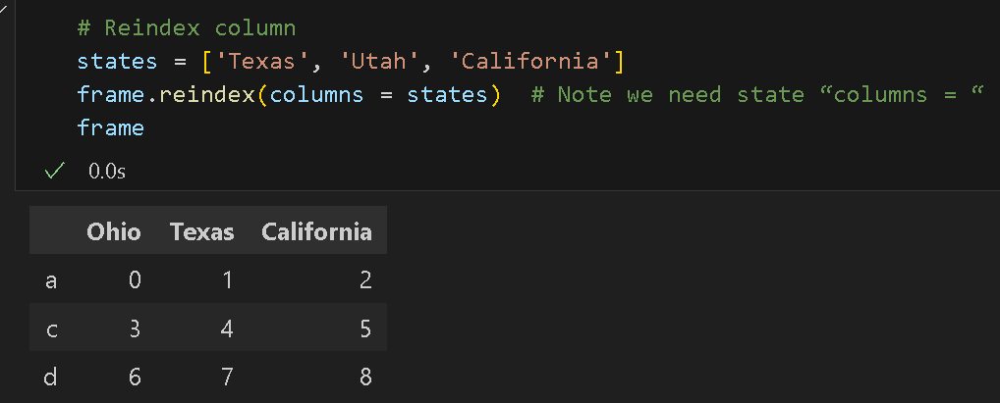 # Reindex column
states = ['Texas', 'Utah', 'California']
frame.reindex(columns = states)  # Note we need state “columns = “
frame
0.0s
Ohio Texas California
a 0 1 2
c 3 4 5
d 6 7 8